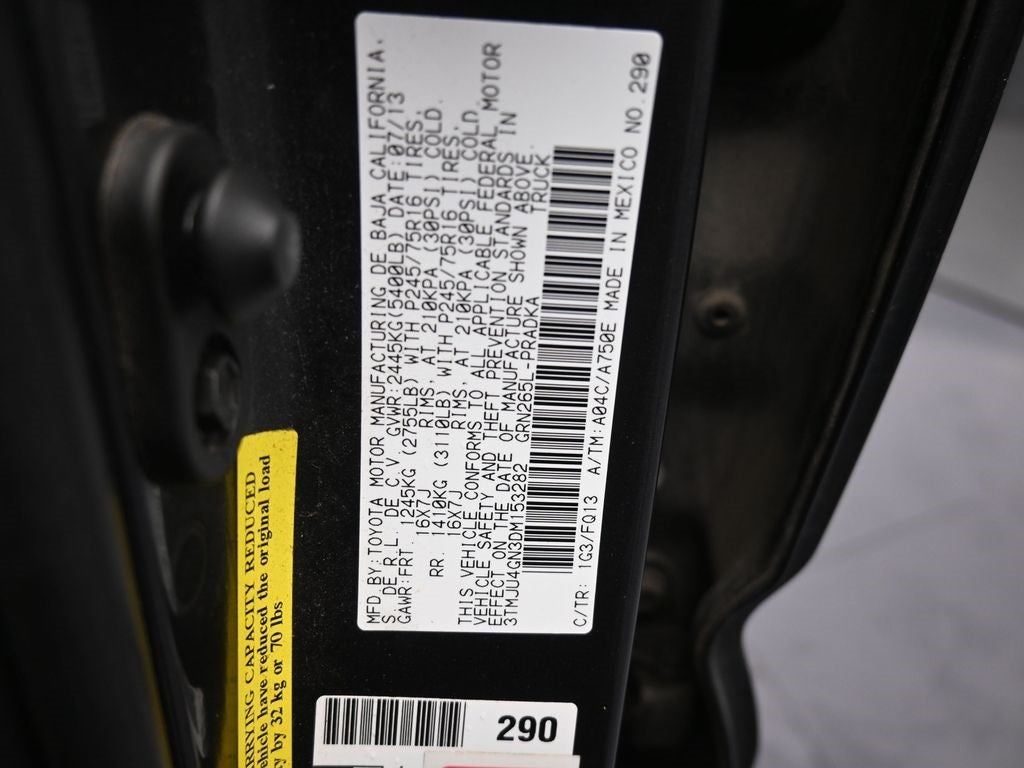 MFD.BY:TOYOTA MOTOR MANUFACTURING DE BAJA CALIFORNIA.
S. DE R.L. DE C.V. GVWR:2445KG(5400LB) DATE:07/13
GAWR:FRT. 1245KG (2755LB) WITH P245/75R16 TIRES,
16X7J RIMS, AT 210KPA (30PSI) COLD.
RR. 1410KG (3110LB) WITH P245/75R16 TIRES,
16X7J RIMS, AT 210KPA (30PSI) COLD.
THIS VEHICLE CONFORMS TO ALL APPLICABLE FEDERAL MOTOR
VEHICLE SAFETY AND THEFT PREVENTION STANDARDS IN
EFFECT ON THE DATE OF MANUFACTURE SHOWN ABOVE.
3TMJU4GN3DM153282 GRN265L-PRADKA TRUCK
C/TR: 1G3/FQ13 A/TM:A04C/A750E MADE IN MEXICO NO.290
CAPACITY REDUCED
have reduced the original load
by 32 kg or 70 lbs
290